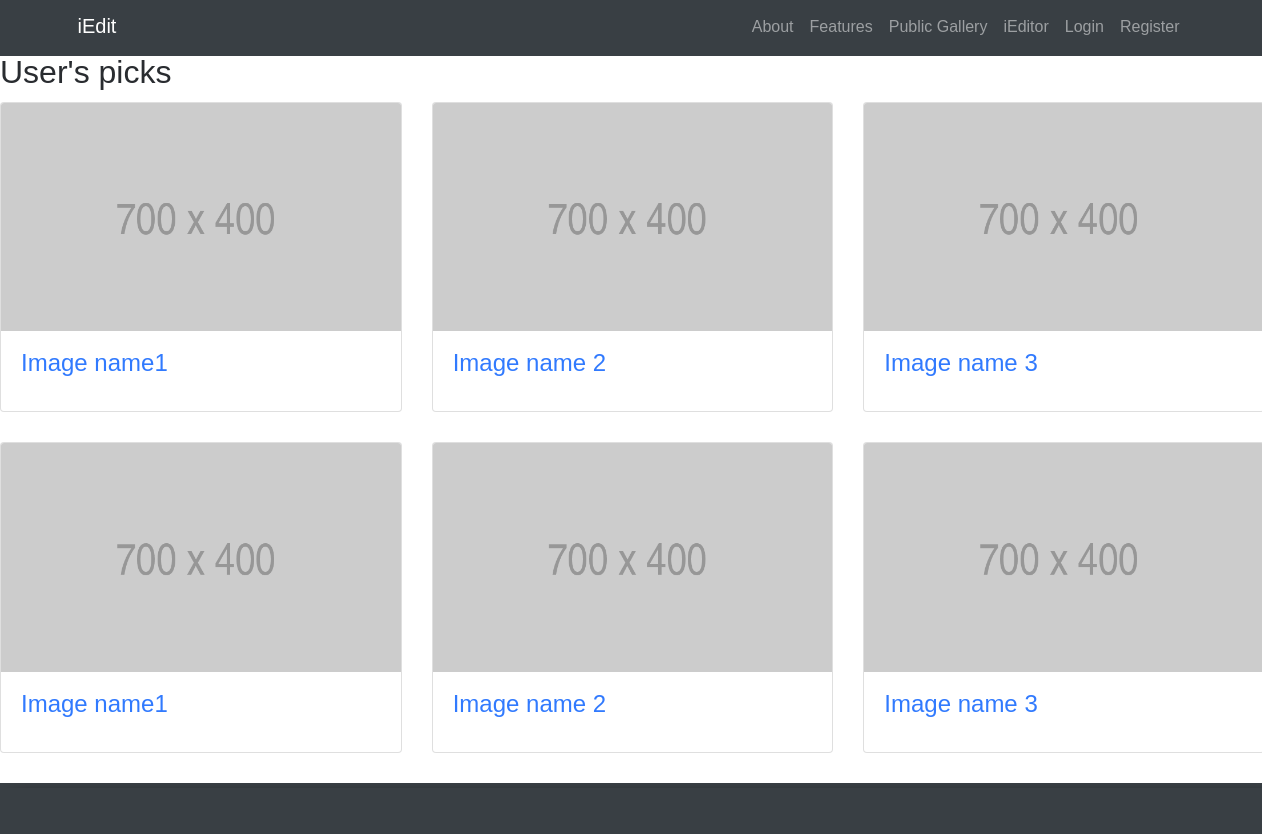 iEdit About Features Public Gallery iEditor Login Register
User's picks
700 x 400 700 x 400 700 x 400
Image name1 Image name 2 Image name 3
700 x 400 700 x 400 700 x 400
Image name1 Image name 2 Image name 3